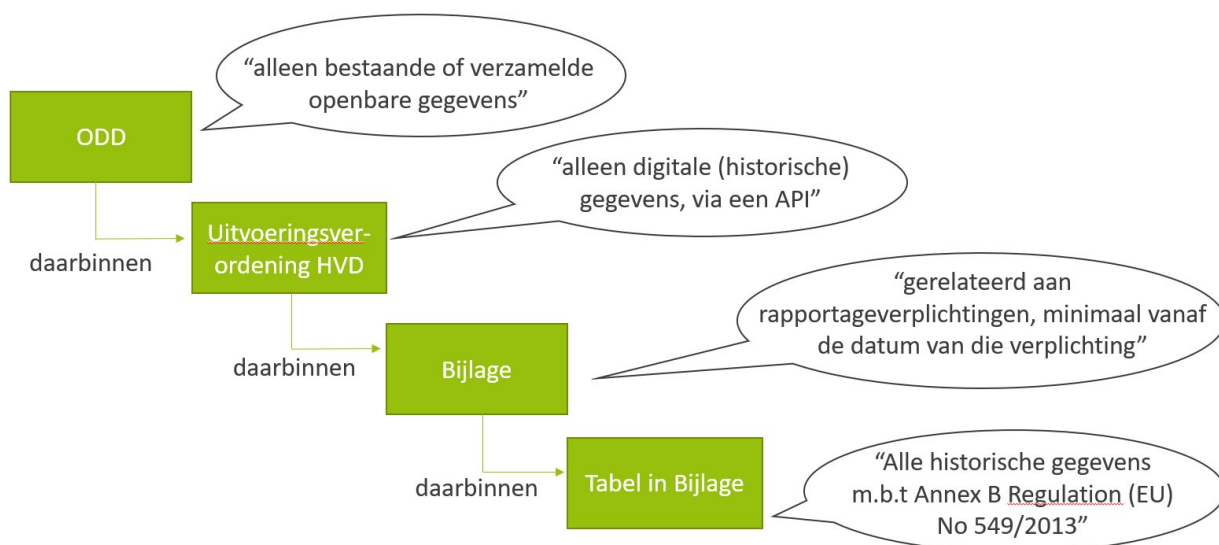 “alleen bestaande of verzamelde
openbare gegevens”
ODD
“alleen digitale (historische)
gegevens, via een API”
daarbinnen
Uitvoeringsver-
ordening HVD
“gerelateerd aan
rapportageverplichtingen, minimaal vanaf
de datum van die verplichting”
daarbinnen
Bijlage
“Alle historische gegevens
m.b.t Annex B Regulation (EU)
No 549/2013”
daarbinnen
Tabel in Bijlage